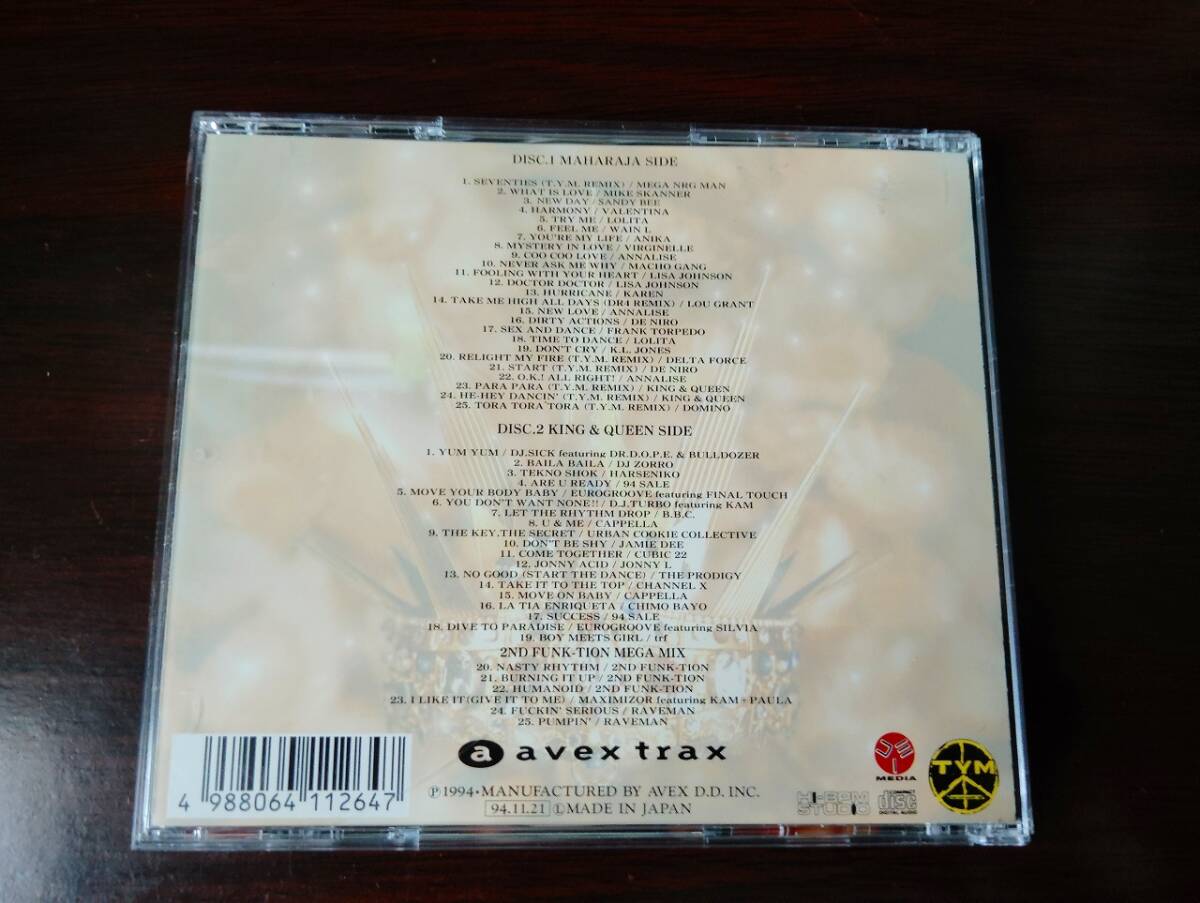 DISC.1 MAHARAJA SIDE
1. SEVENTIES (T.Y.M. REMIX) / MEGA NRG MAN
2. WHAT IS LOVE / MIKE SKANNER
3. NEW DAY / SANDY BEE
4. HARMONY / VALENTINA
5. TRY ME / LOLITA
6. FEEL ME / WAIN L
7. YOU'RE MY LIFE / ANIKA
8. MYSTERY IN LOVE / VIRGINELLE
9. COO COO LOVE / ANNALISE
10. NEVER ASK ME WHY / MACHO GANG
11. FOOLING WITH YOUR HEART / LISA JOHNSON
12. DOCTOR DOCTOR / LISA JOHNSON
13. HURRICANE / KAREN
14. TAKE ME HIGH ALL DAYS (DR4 REMIX) / LOU GRANT
15. NEW LOVE / ANNALISE
16. DIRTY ACTIONS / DE NIRO
17. SEX AND DANCE / FRANK TORPEDO
18. TIME TO DANCE / LOLITA
19. DON'T CRY / K.L. JONES
20. RELIGHT MY FIRE (T.Y.M. REMIX) / DELTA FORCE
21. START (T.Y.M. REMIX) / DE NIRO
22. O.K.! ALL RIGHT! / ANNALISE
23. PARA PARA (T.Y.M. REMIX) / KING & QUEEN
24. HE-HEY DANCIN' (T.Y.M. REMIX) / KING & QUEEN
25. TORA TORA TORA (T.Y.M. REMIX) / DOMINO
DISC.2 KING & QUEEN SIDE
1. YUM YUM / DJ.SICK featuring DR.D.O.P.E. & BULLDOZER
2. BAILA BAILA / DJ ZORRO
3. TEKNO SHOK / HARSENIKO
4. ARE U READY / 94 SALE
5. MOVE YOUR BODY BABY / EUROGROOVE featuring FINAL TOUCH
6. YOU DON'T WANT NONE!! / D.J.TURBO featuring KAM
7. LET THE RHYTHM DROP / B.B.C.
8. U & ME / CAPPELLA
9. THE KEY,THE SECRET / URBAN COOKIE COLLECTIVE
10. DON'T BE SHY / JAMIE DEE
11. COME TOGETHER / CUBIC 22
12. JONNY ACID / JONNY L
13. NO GOOD (START THE DANCE) / THE PRODIGY
14. TAKE IT TO THE TOP / CHANNEL X
15. MOVE ON BABY / CAPPELLA
16. LA TIA ENRIQUETA / CHIMO BAYO
17. SUCCESS / 94 SALE
18. DIVE TO PARADISE / EUROGROOVE featuring SILVIA
19. BOY MEETS GIRL / trf
2ND FUNK-TION MEGA MIX
20. NASTY RHYTHM / 2ND FUNK-TION
21. BURNING IT UP / 2ND FUNK-TION
22. HUMANOID / 2ND FUNK-TION
23. I LIKE IT (GIVE IT TO ME) / MAXIMIZOR featuring KAM + PAULA
24. FUCKIN' SERIOUS / RAVEMAN
25. PUMPIN' / RAVEMAN
a avex trax
Ⓟ1994・MANUFACTURED BY AVEX D.D. INC.
94.11.21 Ⓛ MADE IN JAPAN
4 988064 112647
MEDIA
HI-BPM STUDIO
disc
DIGITAL AUDIO
TYM